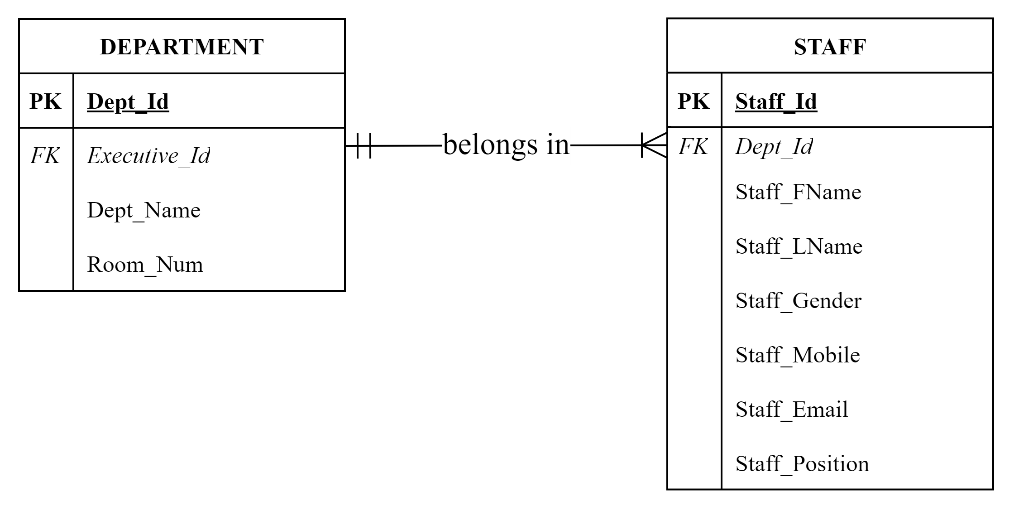 DEPARTMENT
PK Dept_Id
FK Executive_Id
Dept_Name
Room_Num
belongs in
STAFF
PK Staff_Id
FK Dept_Id
Staff_FName
Staff_LName
Staff_Gender
Staff_Mobile
Staff_Email
Staff_Position